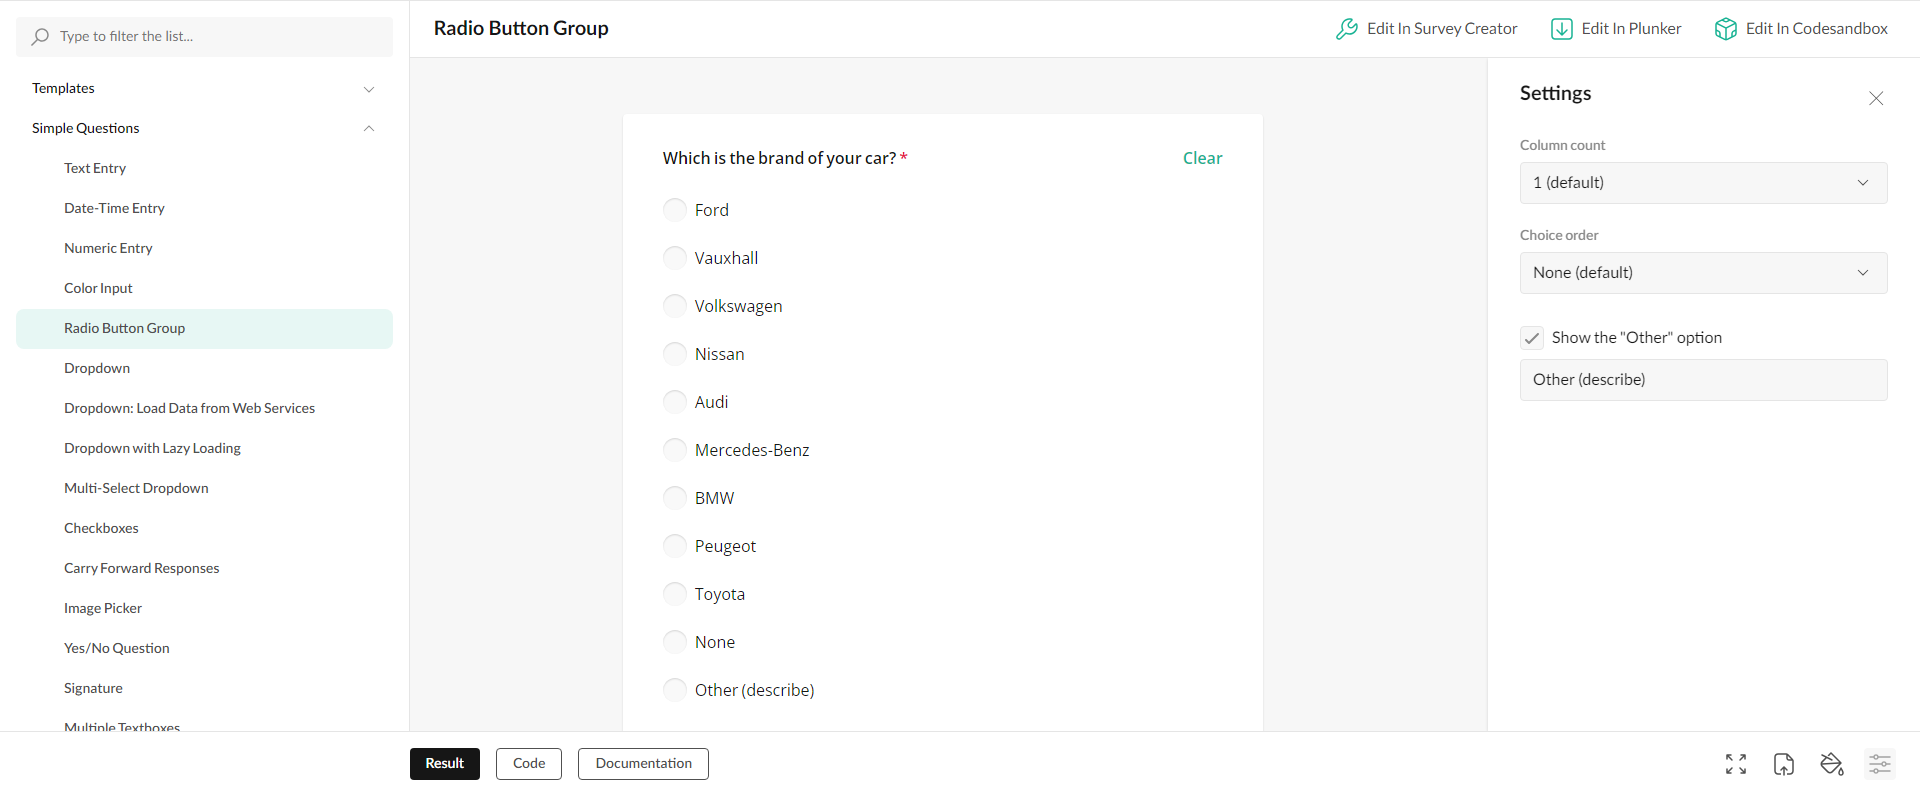 Type to filter the list...
Templates
Simple Questions
Text Entry
Date-Time Entry
Numeric Entry
Color Input
Radio Button Group
Dropdown
Dropdown: Load Data from Web Services
Dropdown with Lazy Loading
Multi-Select Dropdown
Checkboxes
Carry Forward Responses
Image Picker
Yes/No Question
Signature
Multiple Textboxes
Radio Button Group
Edit In Survey Creator
Edit In Plunker
Edit In Codesandbox
Which is the brand of your car? *
Clear
Ford
Vauxhall
Volkswagen
Nissan
Audi
Mercedes-Benz
BMW
Peugeot
Toyota
None
Other (describe)
Settings
Column count
1 (default)
Choice order
None (default)
Show the "Other" option
Other (describe)
Result
Code
Documentation